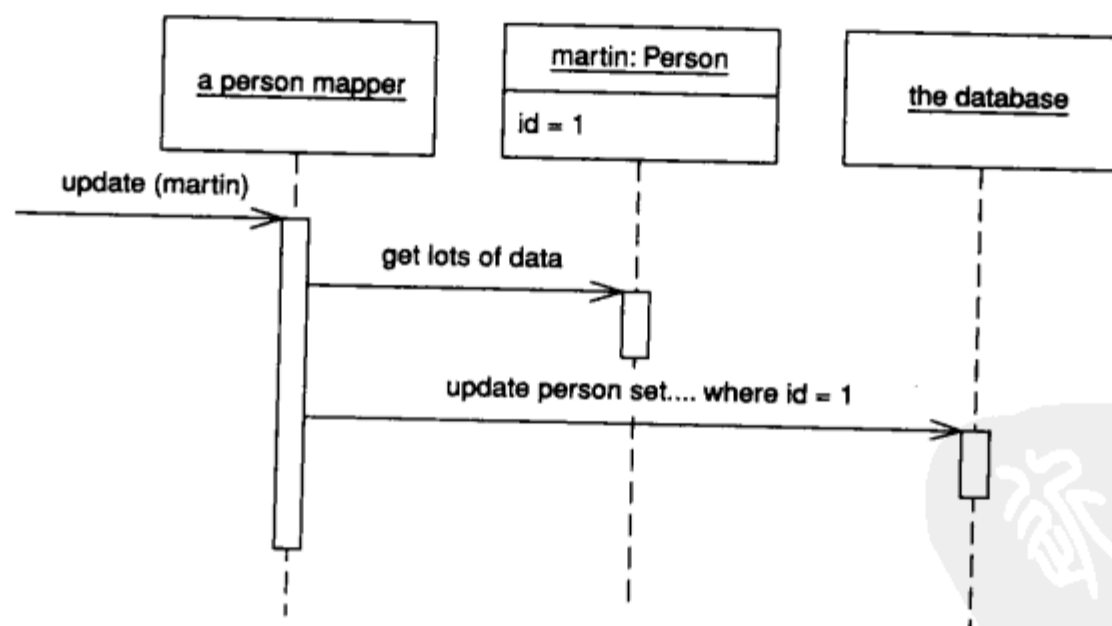 a person mapper
martin: Person
id = 1
the database
update (martin)
get lots of data
update person set.... where id = 1